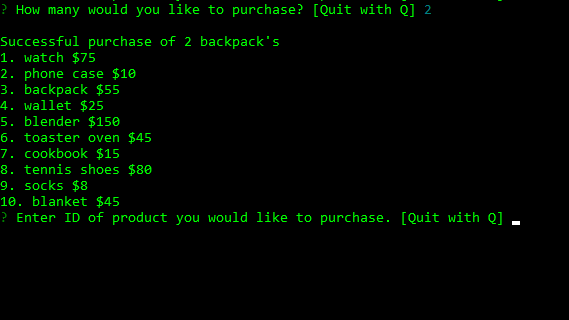 ? How many would you like to purchase? [Quit with Q] 2
Successful purchase of 2 backpack's
1. watch $75
2. phone case $10
3. backpack $55
4. wallet $25
5. blender $150
6. toaster oven $45
7. cookbook $15
8. tennis shoes $80
9. socks $8
10. blanket $45
? Enter ID of product you would like to purchase. [Quit with Q]